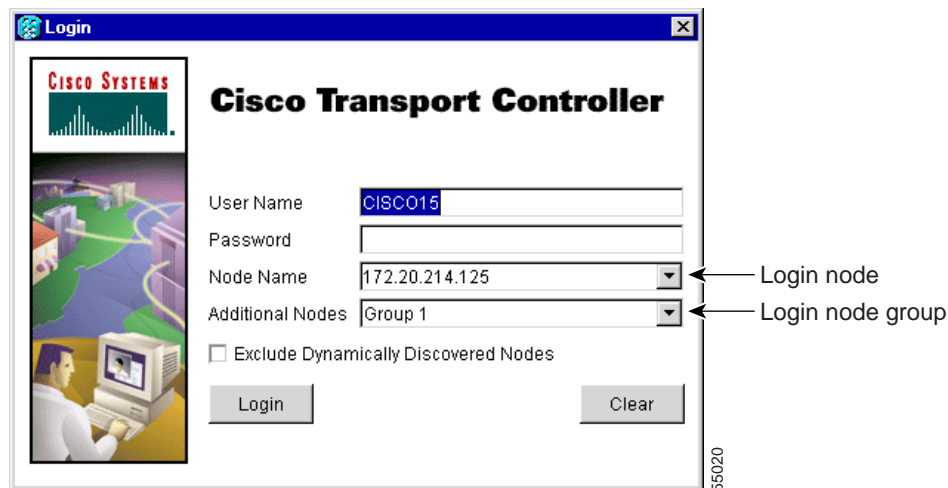 Login
CISCO SYSTEMS
Cisco Transport Controller
User Name CISCO15
Password
Node Name 172.20.214.125 Login node
Additional Nodes Group 1 Login node group
Exclude Dynamically Discovered Nodes
Login Clear